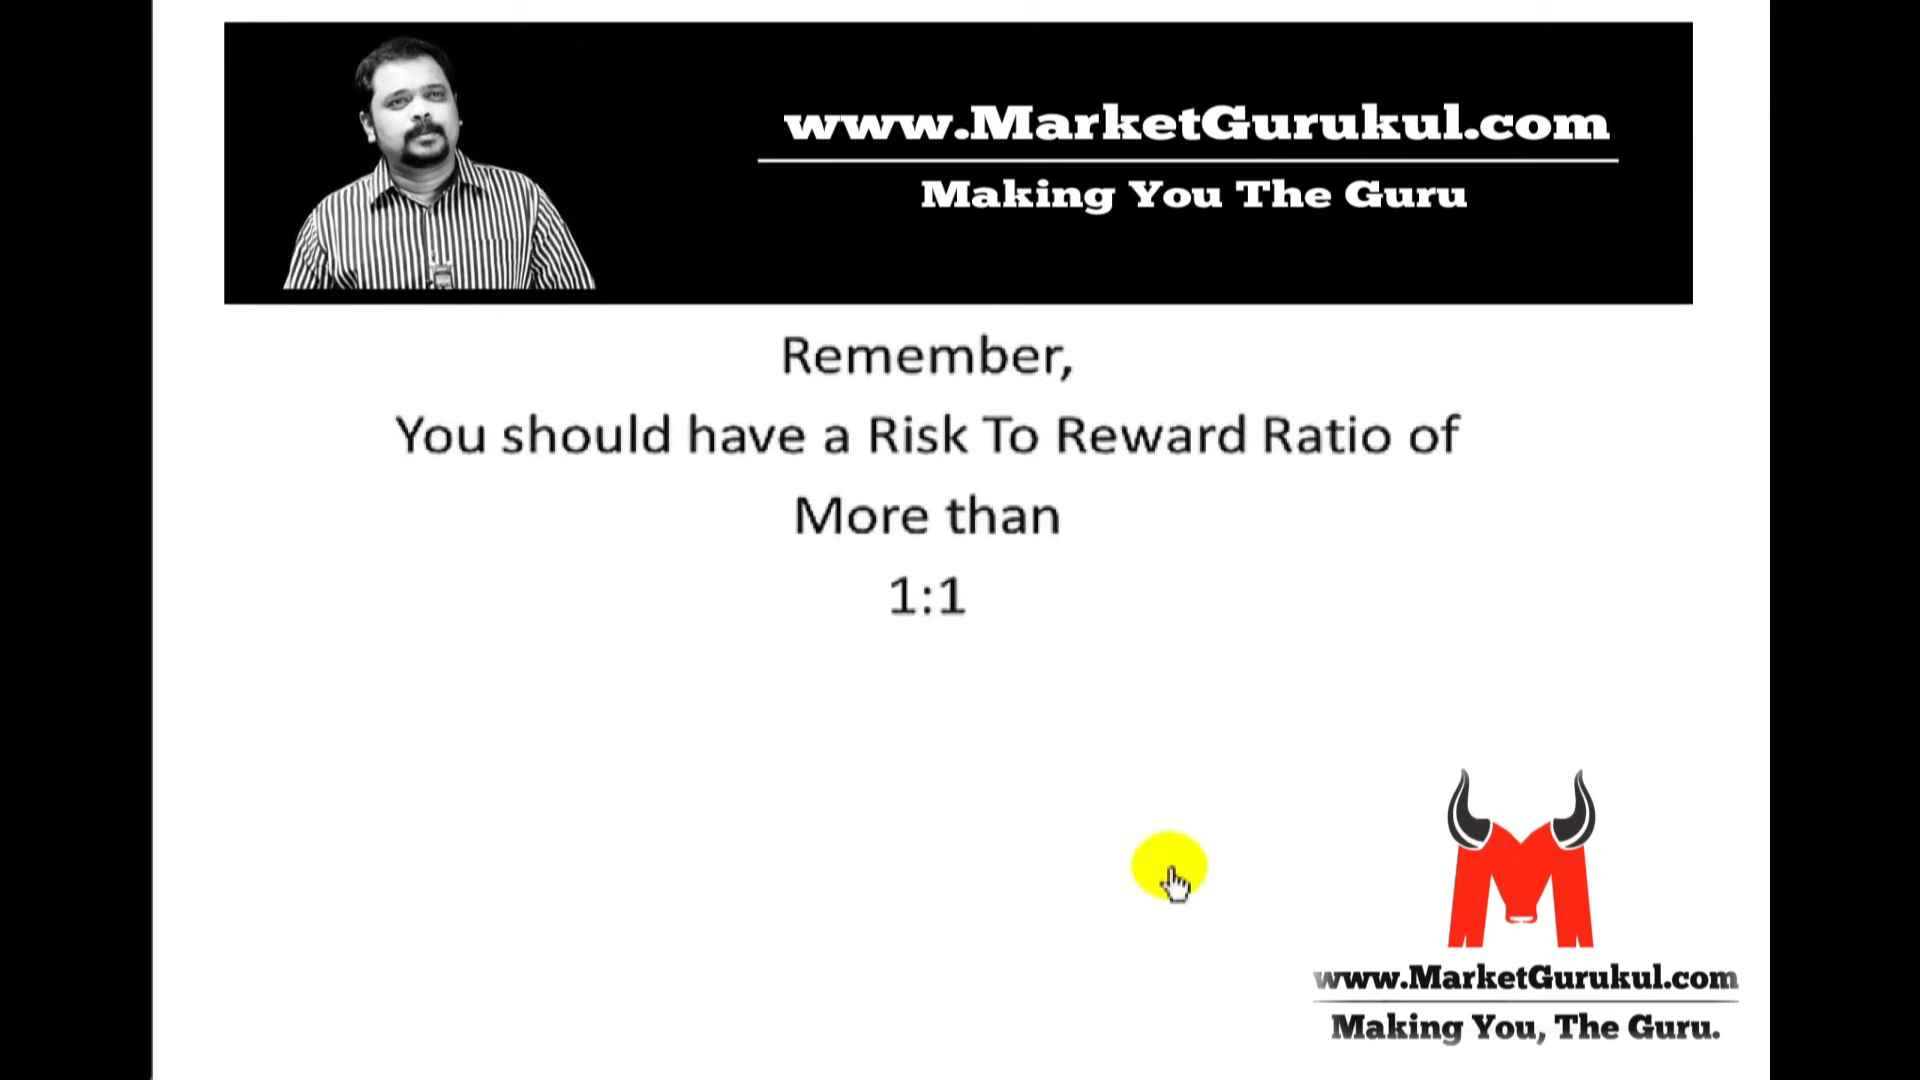 www.MarketGurukul.com
Making You The Guru
Remember,
You should have a Risk To Reward Ratio of
More than
1:1
www.MarketGurukul.com
Making You, The Guru.